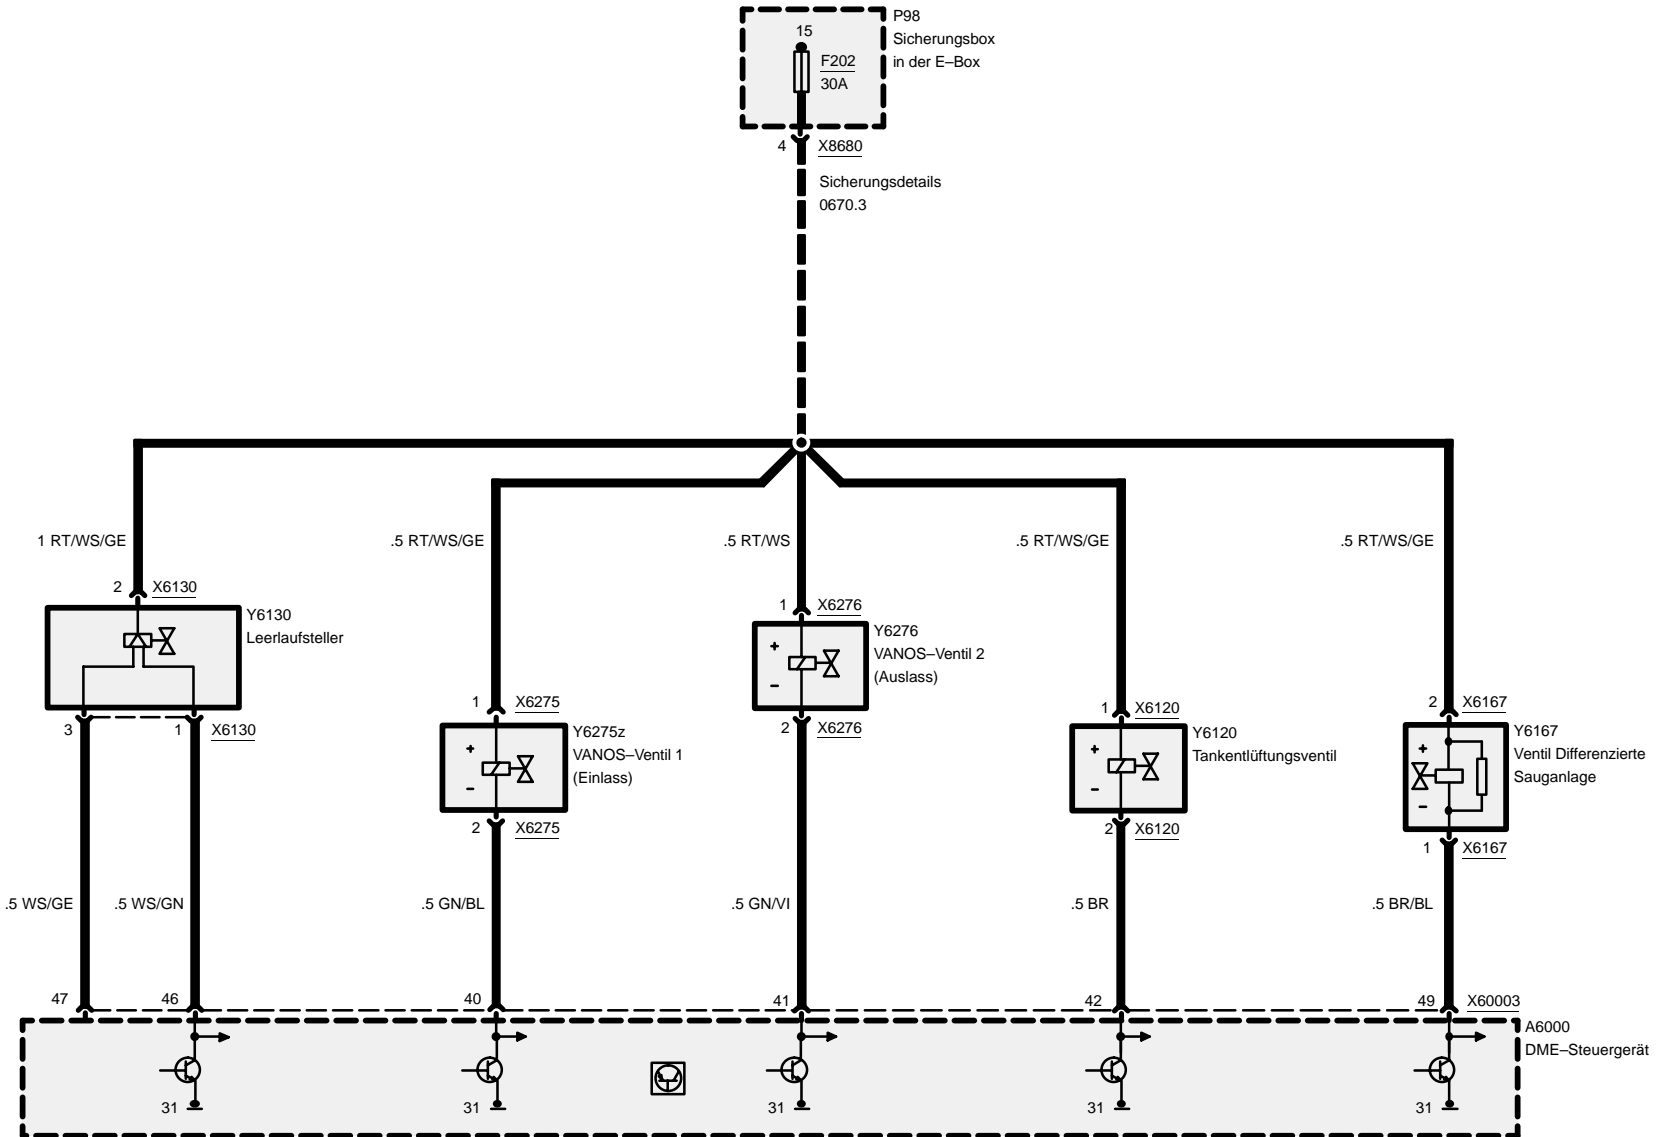 P98
Sicherungsbox
in der E–Box
15
F202
30A
4 X8680
Sicherungsdetails
0670.3
1 RT/WS/GE .5 RT/WS/GE .5 RT/WS .5 RT/WS/GE .5 RT/WS/GE
2 X6130
Y6130
Leerlaufsteller
3 1 X6130
1 X6276
Y6276
VANOS–Ventil 2
(Auslass)
+
–
2 X6276
1 X6275
Y6275z
VANOS–Ventil 1
(Einlass)
+
–
2 X6275
1 X6120
Y6120
Tankentlüftungsventil
+
–
2 X6120
2 X6167
Y6167
Ventil Differenzierte
Sauganlage
+
–
1 X6167
.5 WS/GE .5 WS/GN .5 GN/BL .5 GN/VI .5 BR .5 BR/BL
47 46 40 41 42 49 X60003
A6000
DME–Steuergerät
31 31 31 31 31